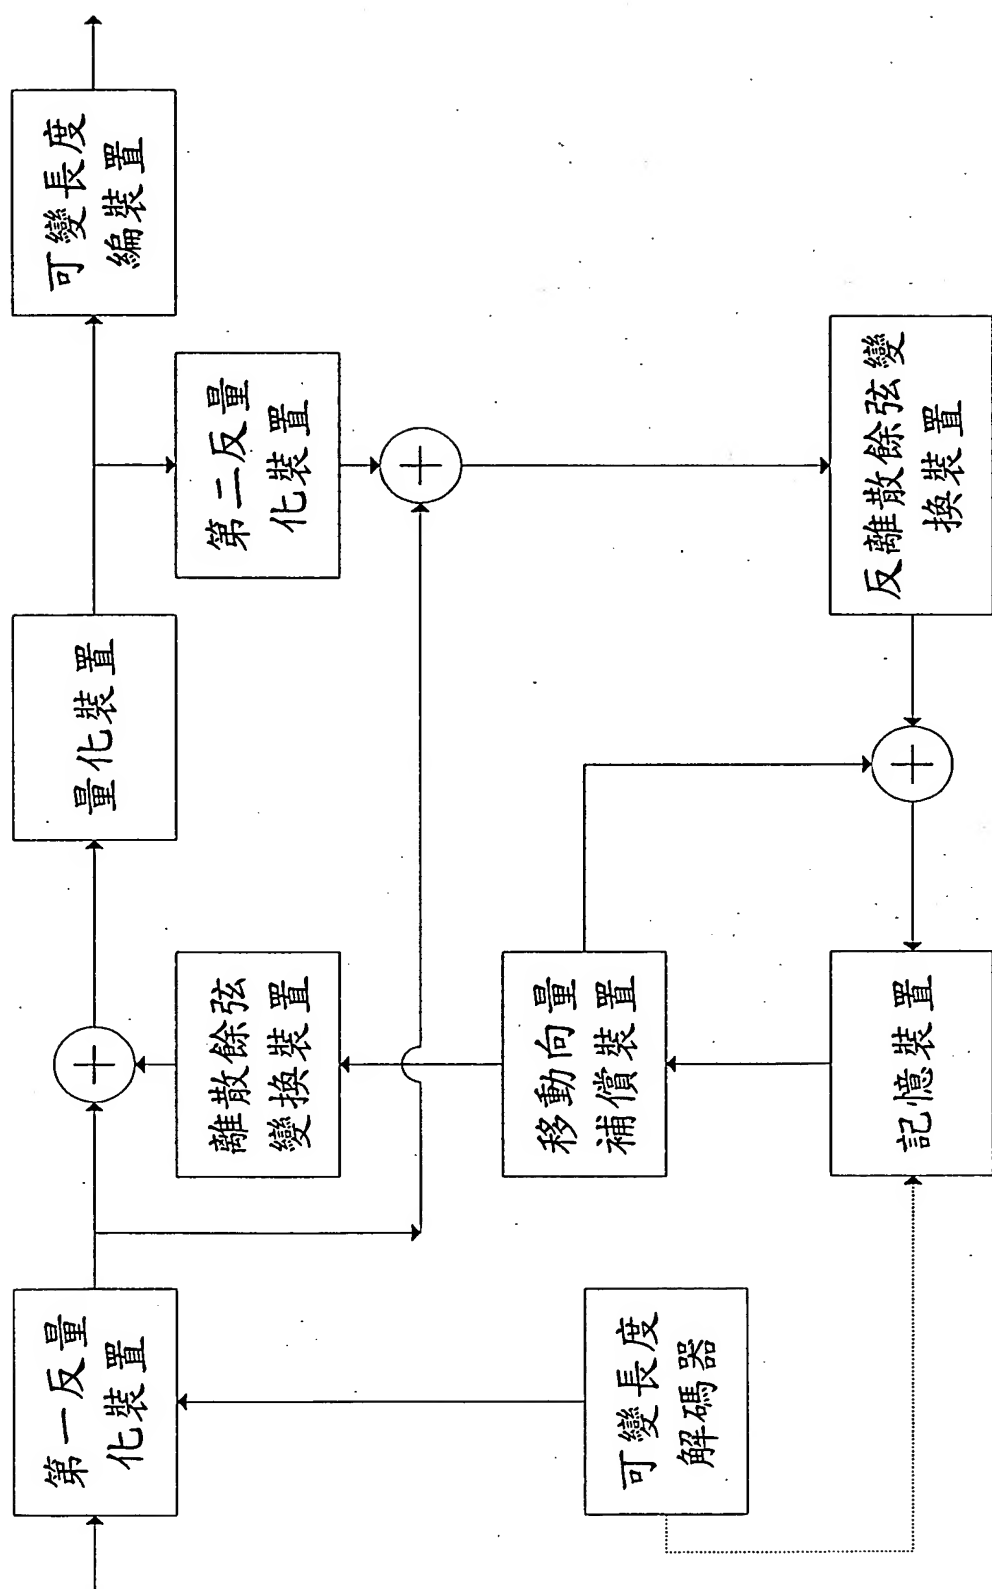 第一反量
化裝置
量化裝置
可變長度
編裝置
離散餘弦
變換裝置
第二反量
化裝置
移動向量
補償裝置
可變長度
解碼器
記憶裝置
反離散餘弦變
換裝置